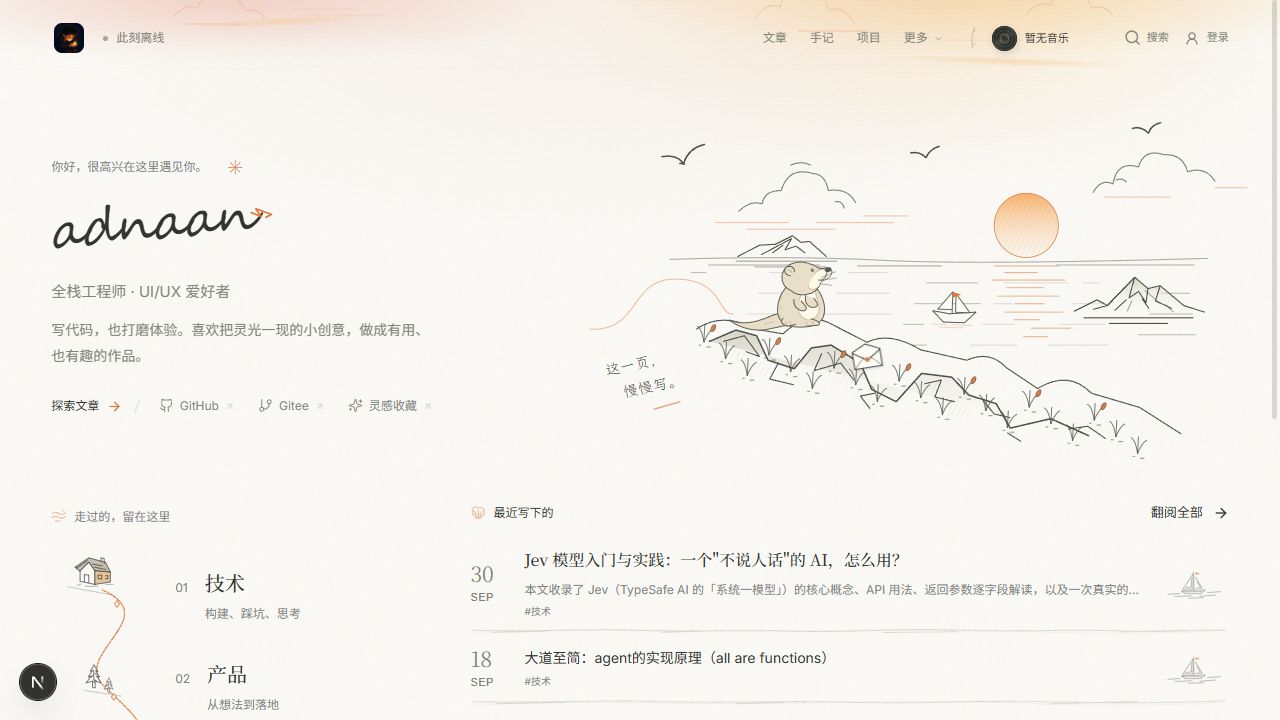 此刻离线
文章 手记 项目 更多 暂无音乐 搜索 登录
你好，很高兴在这里遇见你。
adnaan
全栈工程师 · UI/UX 爱好者
写代码，也打磨体验。喜欢把灵光一现的小创意，做成有用、
也有趣的作品。
探索文章 / GitHub Gitee 灵感收藏
这一页，
慢慢写。
走过的，留在这里
01 技术
构建、踩坑、思考
02 产品
从想法到落地
最近写下的 翻阅全部
30 SEP
Jev 模型入门与实践：一个"不说人话"的 AI，怎么用？
本文收录了 Jev（TypeSafe AI 的「系统一模型」）的核心概念、API 用法、返回参数逐字段解读，以及一次真实的...
#技术
18 SEP
大道至简：agent的实现原理（all are functions）
#技术
N